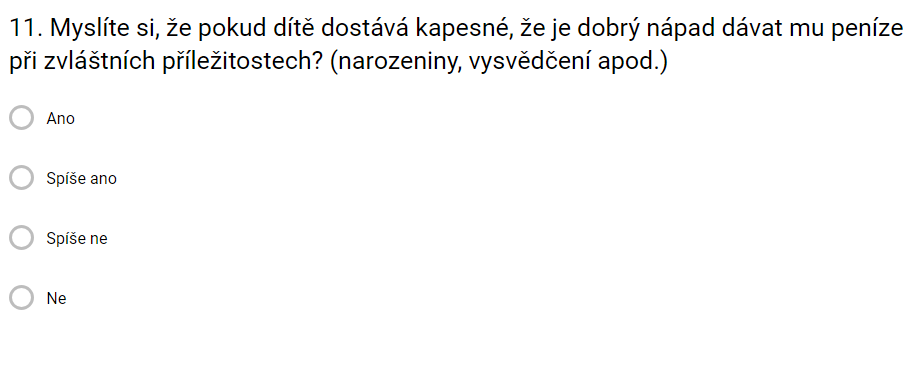 11. Myslíte si, že pokud dítě dostává kapesné, že je dobrý nápad dávat mu peníze
při zvláštních příležitostech? (narozeniny, vysvědčení apod.)
Ano
Spíše ano
Spíše ne
Ne